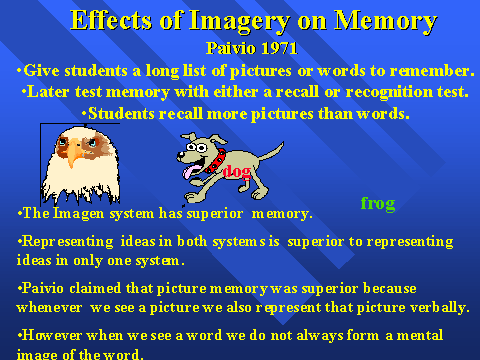 Effects of Imagery on Memory
Paivio 1971
•Give students a long list of pictures or words to remember.
•Later test memory with either a recall or recognition test.
•Students recall more pictures than words.
dog
frog
•The Imagen system has superior memory.
•Representing ideas in both systems is superior to representing
ideas in only one system.
•Paivio claimed that picture memory was superior because
whenever we see a picture we also represent that picture verbally.
•However when we see a word we do not always form a mental
image of the word.